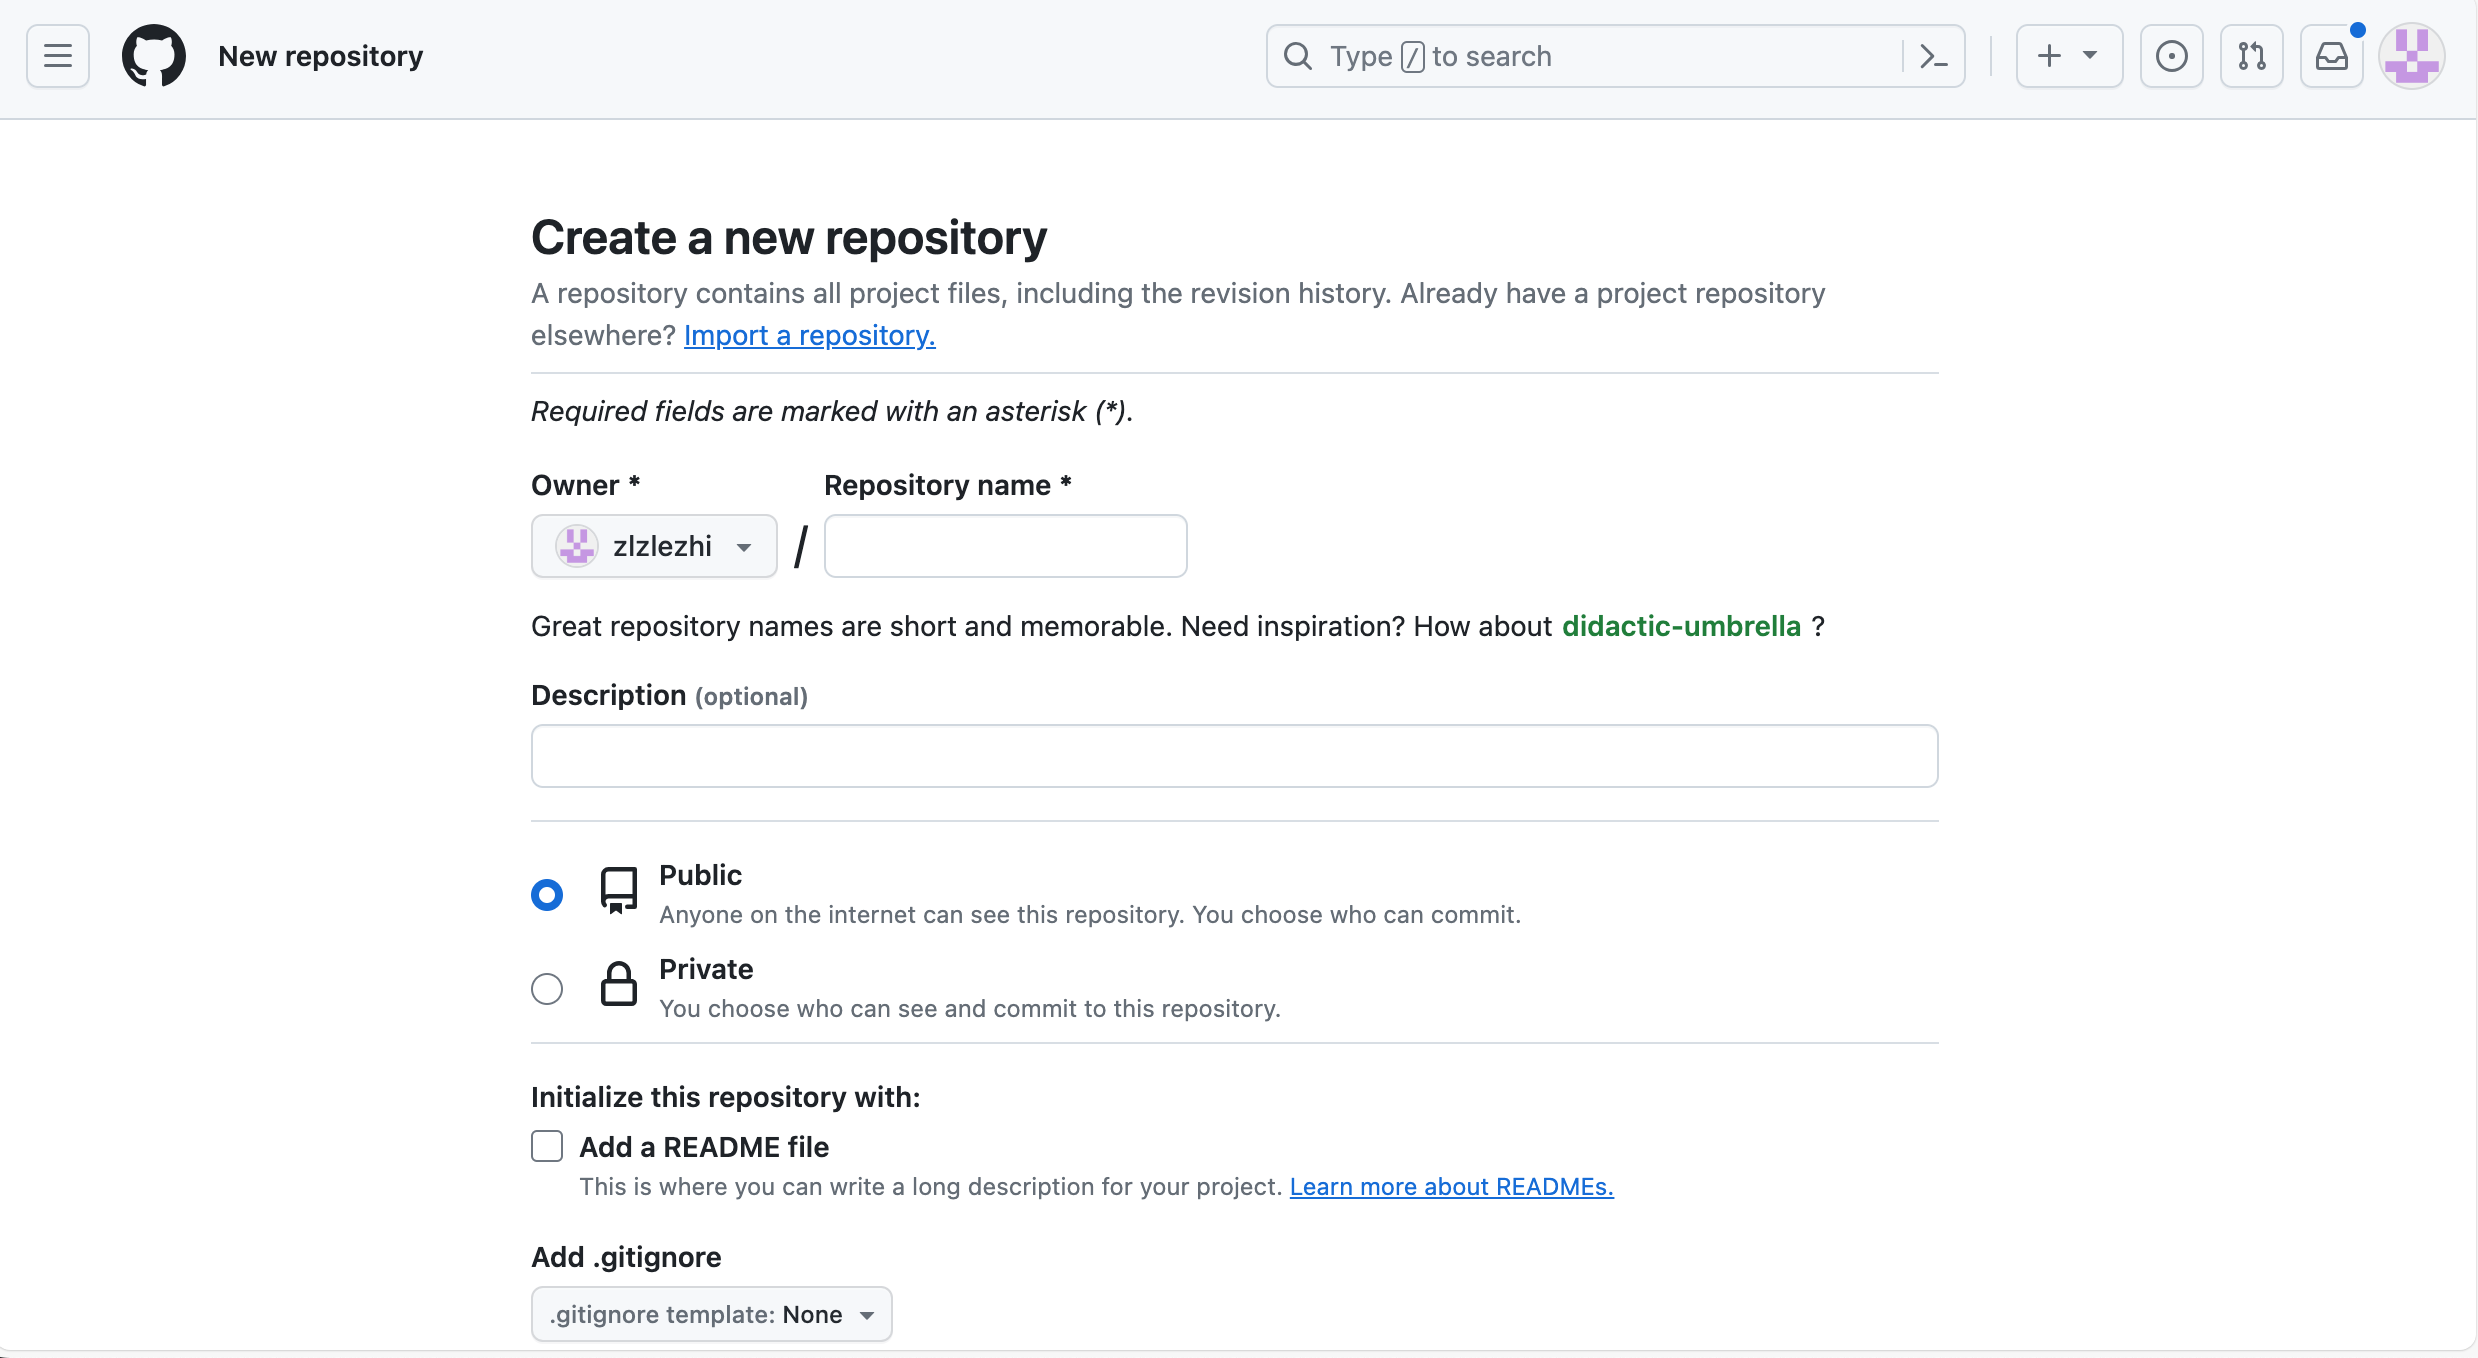 New repository
Type / to search
Create a new repository
A repository contains all project files, including the revision history. Already have a project repository
elsewhere? Import a repository.
Required fields are marked with an asterisk (*).
Owner *
Repository name *
zlzlezhi
/
Great repository names are short and memorable. Need inspiration? How about didactic-umbrella ?
Description (optional)
Public
Anyone on the internet can see this repository. You choose who can commit.
Private
You choose who can see and commit to this repository.
Initialize this repository with:
Add a README file
This is where you can write a long description for your project. Learn more about READMEs.
Add .gitignore
.gitignore template: None